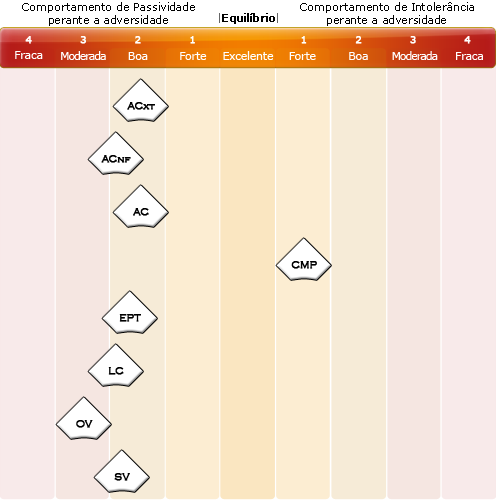 Comportamento de Passividade
perante a adversidade
|Equilíbrio|
Comportamento de Intolerância
perante a adversidade
4 3 2 1 1 2 3 4
Fraca Moderada Boa Forte Excelente Forte Boa Moderada Fraca
ACXT
ACNF
AC
CMP
EPT
LC
OV
SV